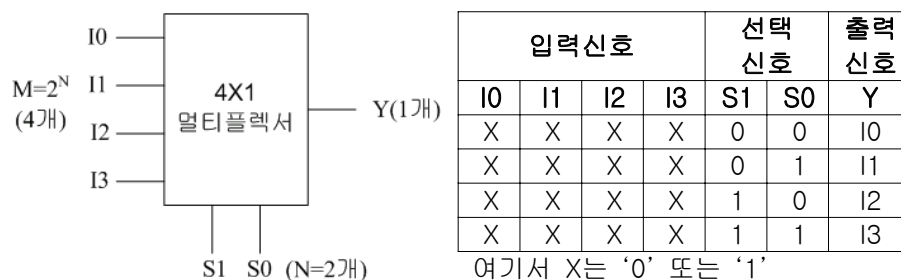 I0
I1
M=2^N
(4개)
I2
I3
4X1
멀티플렉서
Y(1개)
S1 S0 (N=2개)
입력신호 선택 신호 출력 신호
I0 I1 I2 I3 S1 S0 Y
X X X X 0 0 I0
X X X X 0 1 I1
X X X X 1 0 I2
X X X X 1 1 I3
여기서 X는 ‘0’ 또는 ‘1’